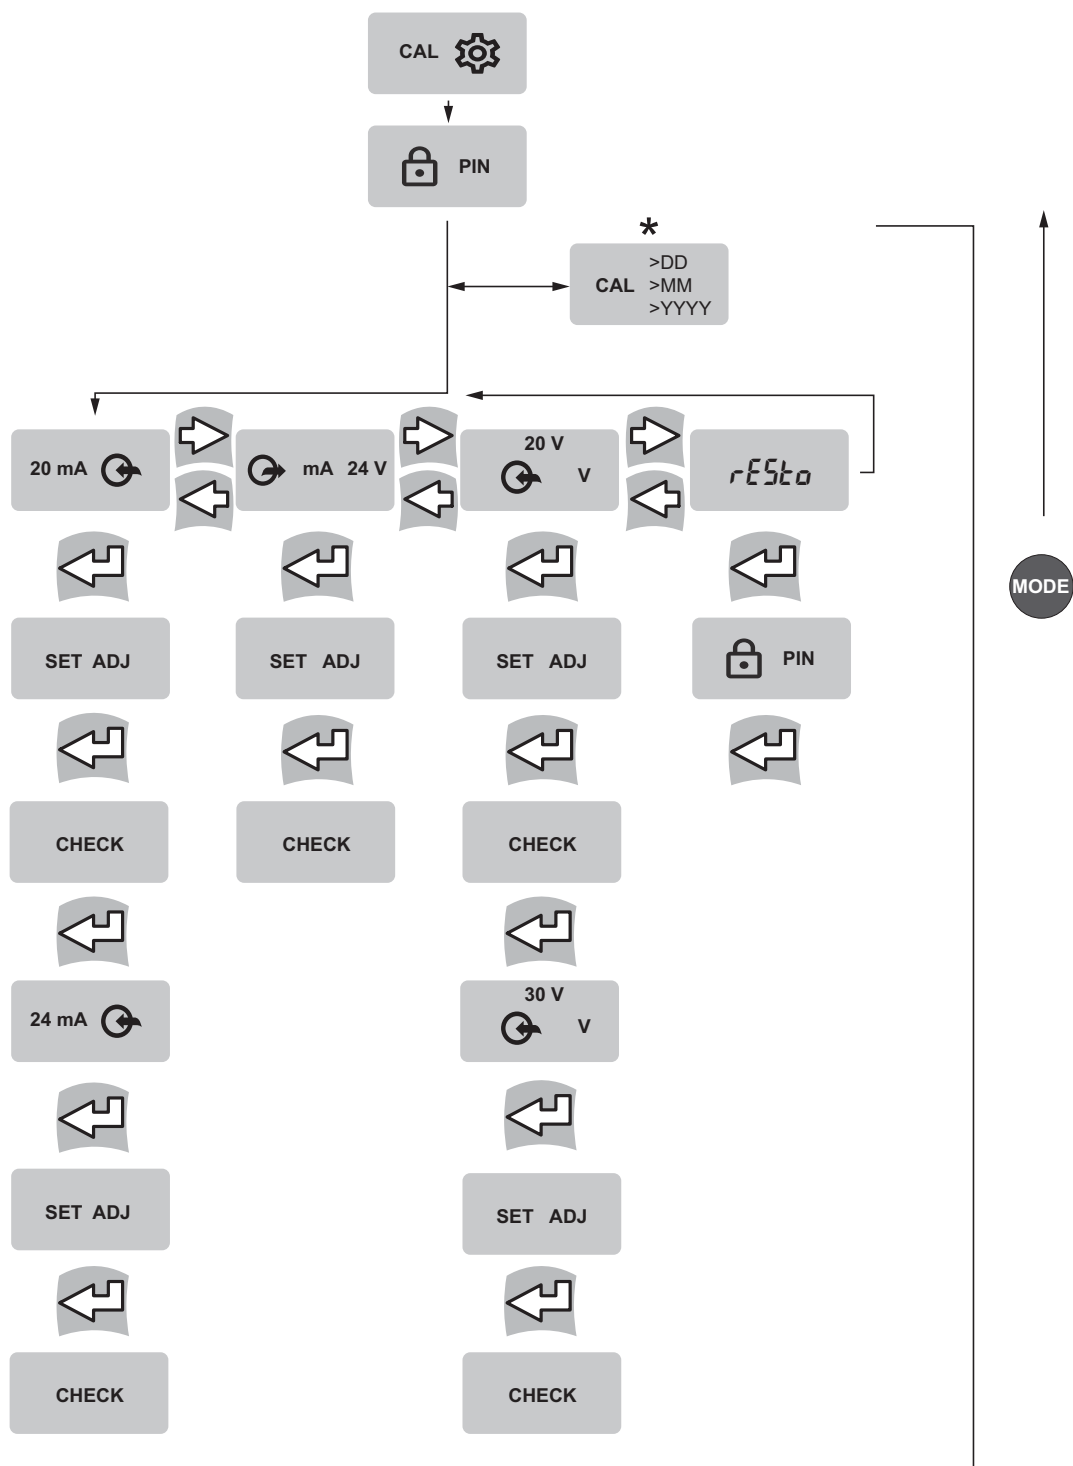 CAL
PIN
*
>DD
CAL >MM
>YYYY
20 mA
mA 24 V
20 V
V
rESto
MODE
SET ADJ
SET ADJ
SET ADJ
PIN
CHECK
CHECK
CHECK
24 mA
30 V
V
SET ADJ
SET ADJ
CHECK
CHECK